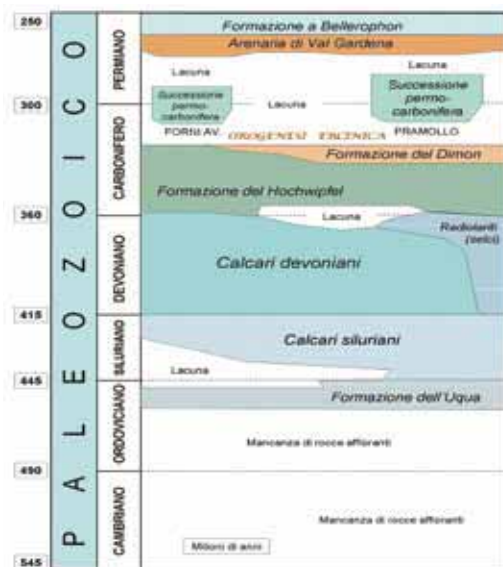 250
300
360
415
445
490
545
PALEOZOICO
PERMIANO
CARBONIFERO
DEVONIANO
SILURIANO
ORDOVICIANO
CAMBRIANO
Formazione a Bellerophon
Arenaria di Val Gardena
Lacuna
Lacuna
Successione
permo-
carbonifera
Lacuna
Successione
permo-
carbonifera
FORNI AV.
OROGENESI ERCINICA
PRAMOLLO
Formazione del Dimon
Formazione del Hochwipfel
Lacuna
Radiolariti
(selci)
Calcari devoniani
Calcari siluriani
Lacuna
Formazione dell'Uqua
Mancanza di rocce affioranti
Mancanza di rocce affioranti
Milioni di anni